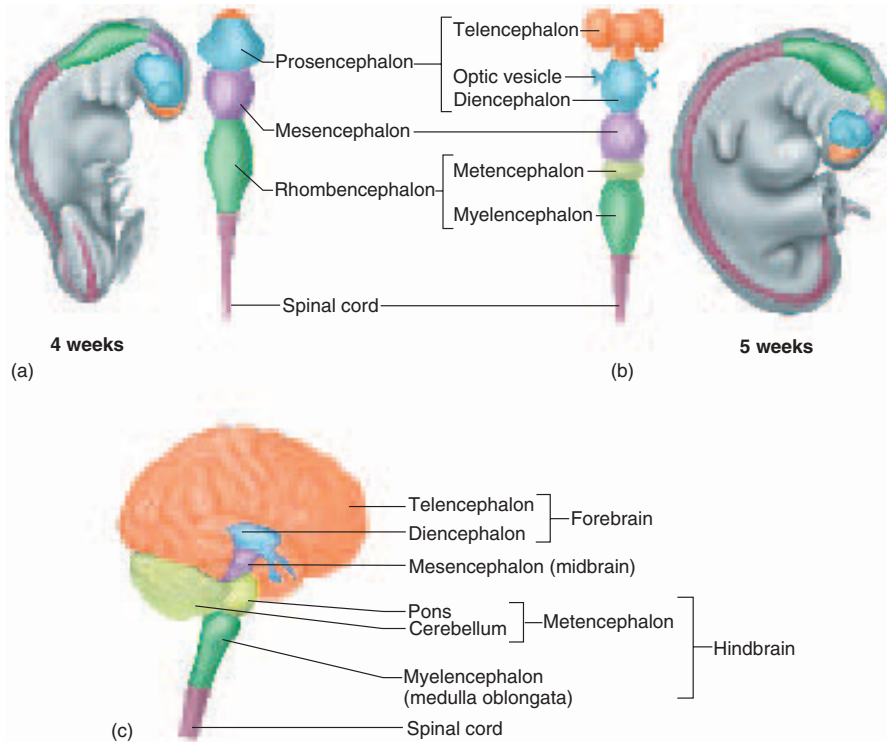 Telencephalon
Prosencephalon
Optic vesicle
Diencephalon
Mesencephalon
Metencephalon
Rhombencephalon
Myelencephalon
Spinal cord
4 weeks
5 weeks
(a)
(b)
Telencephalon
Forebrain
Diencephalon
Mesencephalon (midbrain)
Pons
Cerebellum
Metencephalon
Hindbrain
Myelencephalon
(medulla oblongata)
Spinal cord
(c)